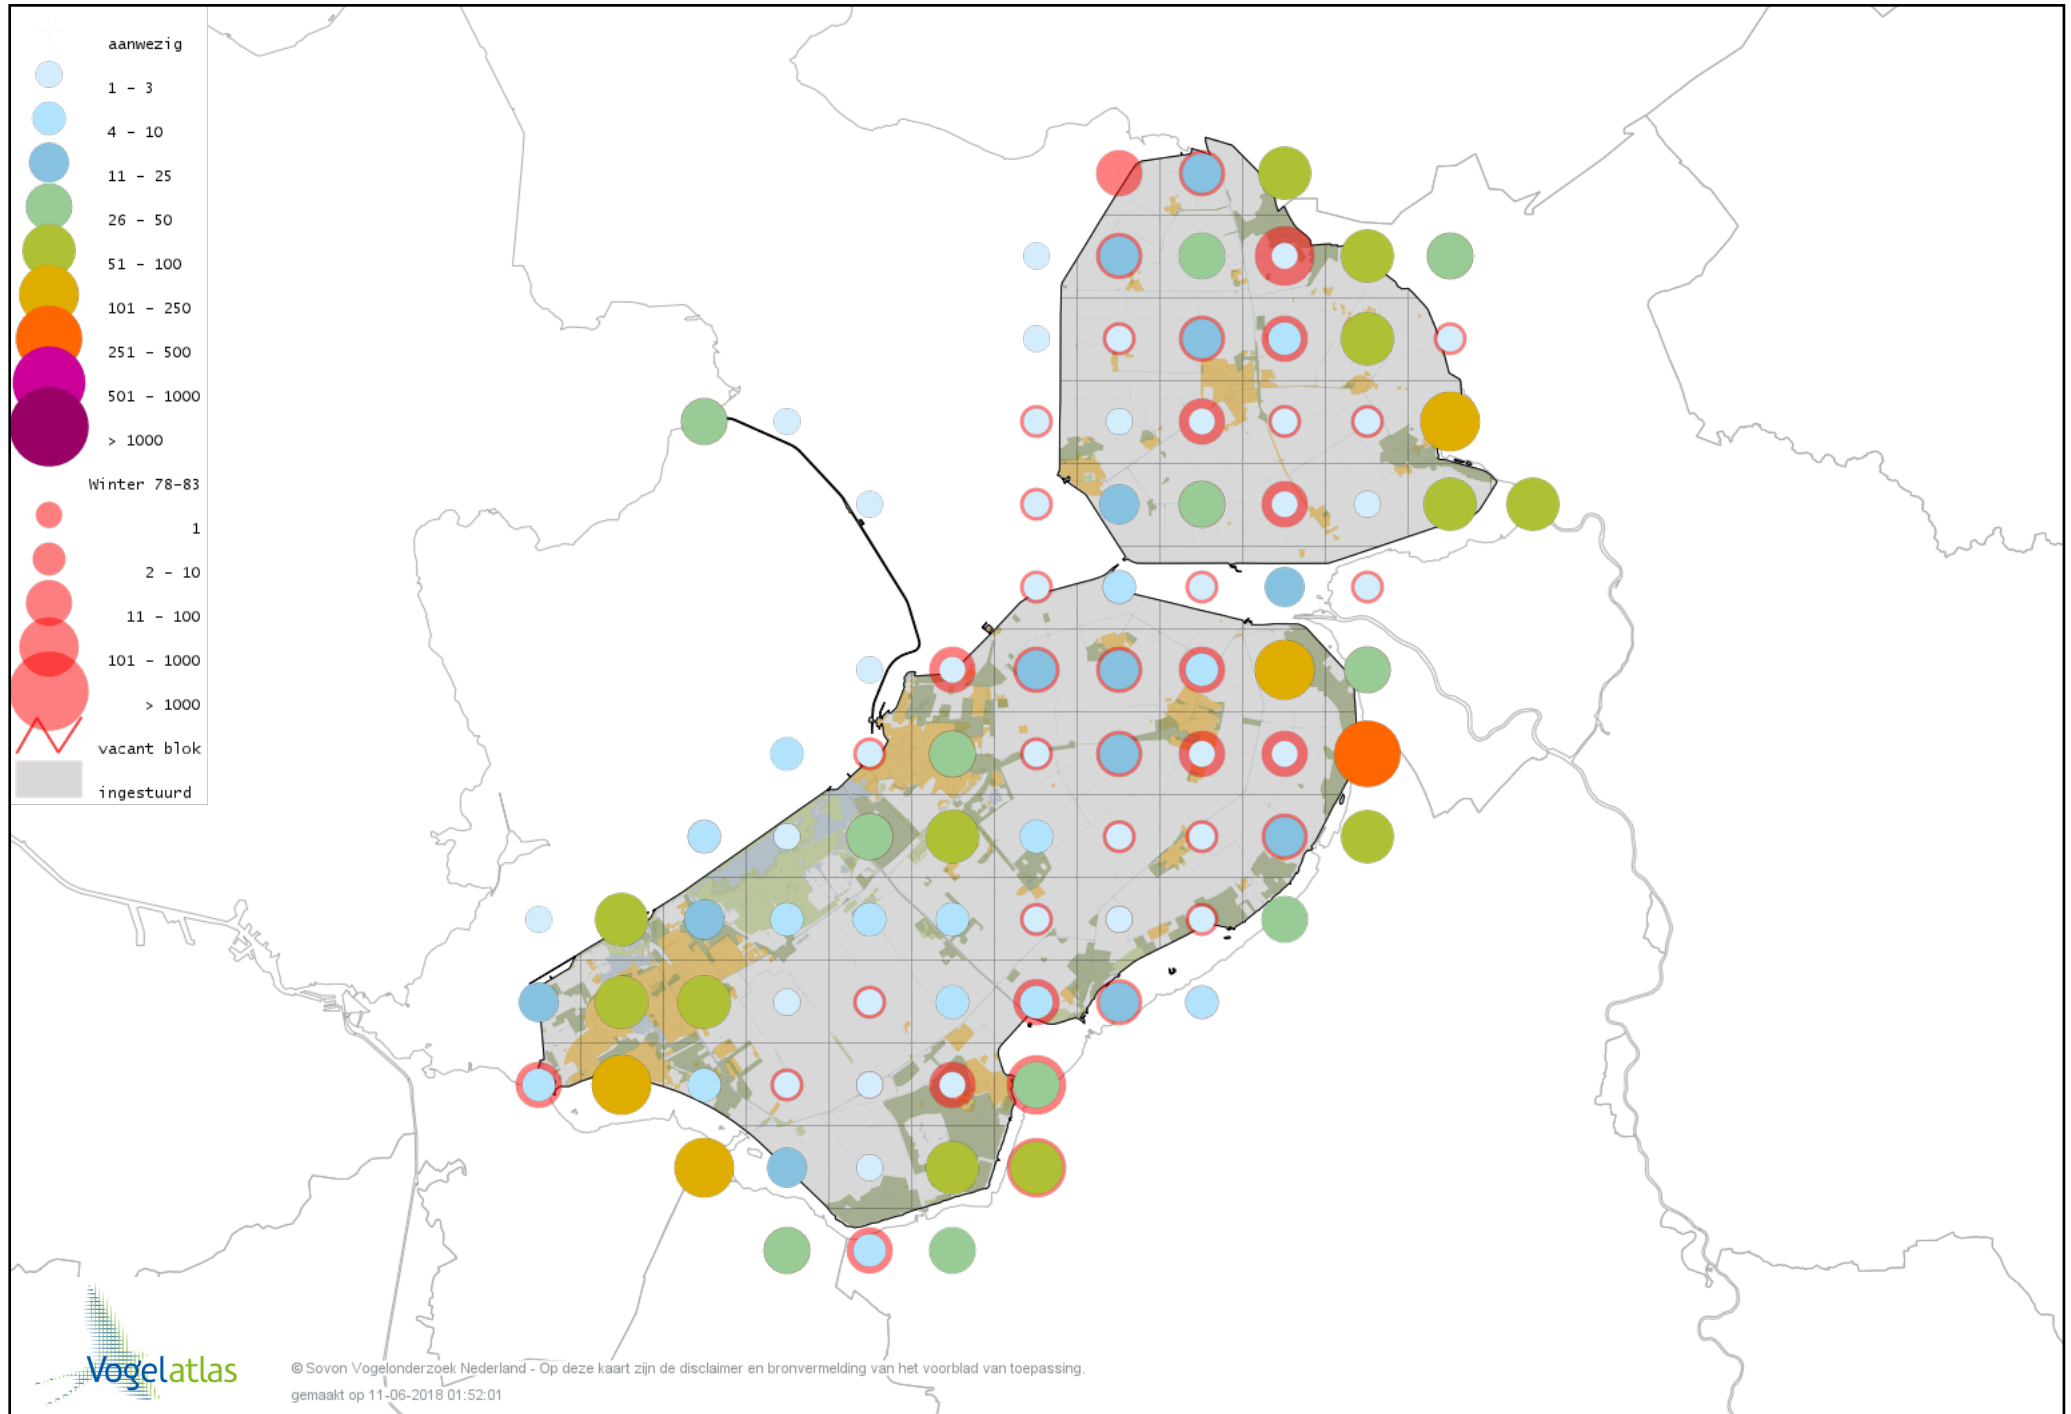 aanwezig
1 - 3
4 - 10
11 - 25
26 - 50
51 - 100
101 - 250
251 - 500
501 - 1000
> 1000
Winter 78-83
1
2 - 10
11 - 100
101 - 1000
> 1000
vacant blok
ingestuurd
Vogelatlas
© Sovon Vogelonderzoek Nederland - Op deze kaart zijn de disclaimer en bronvermelding van het voorblad van toepassing.
gemaakt op 11-06-2018 01:52:01